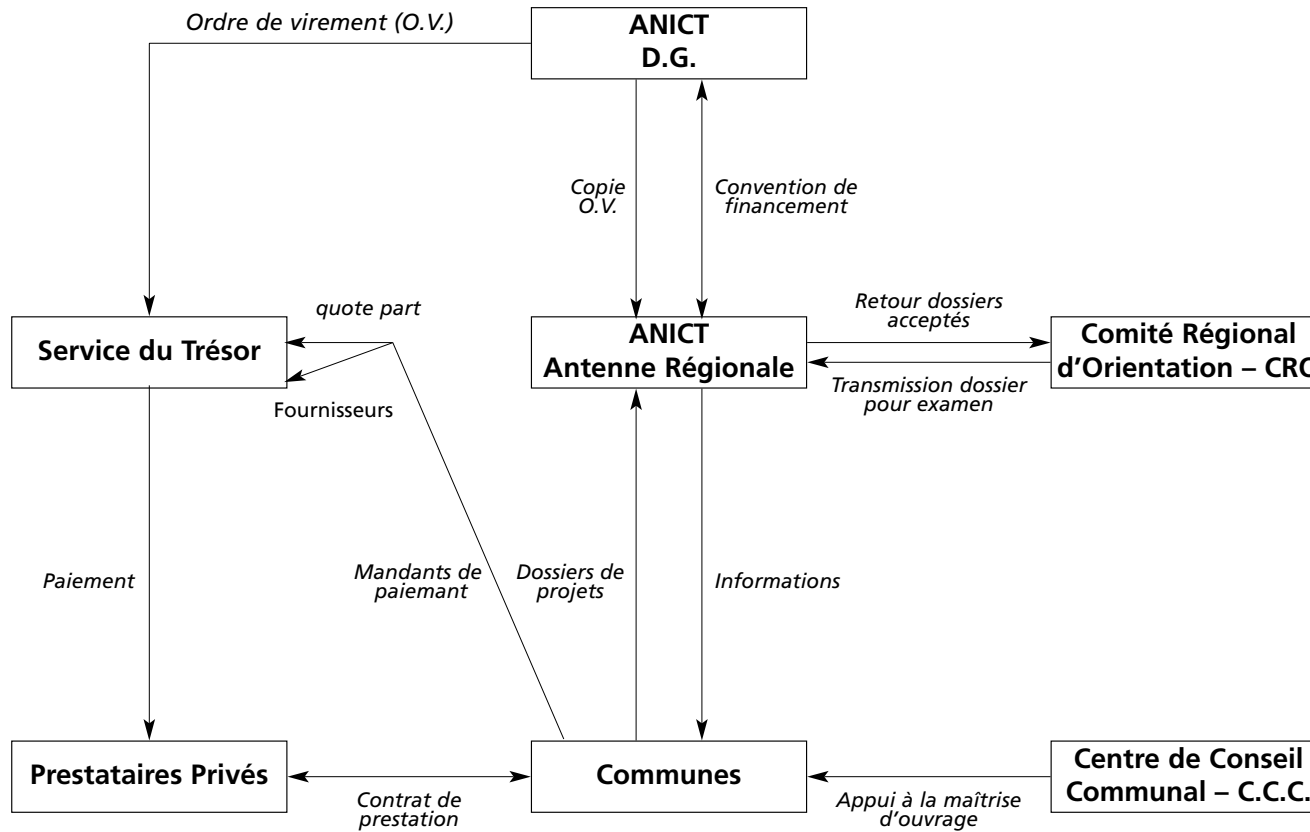 Ordre de virement (O.V.)
ANICT
D.G.
Copie
O.V.
Convention de
financement
quote part
Retour dossiers
acceptés
Service du Trésor
ANICT
Antenne Régionale
Comité Régional
d'Orientation – CRO
Transmission dossier
pour examen
Fournisseurs
Paiement
Mandants de
paiemant
Dossiers de
projets
Informations
Prestataires Privés
Communes
Centre de Conseil
Communal – C.C.C.
Contrat de
prestation
Appui à la maîtrise
d'ouvrage